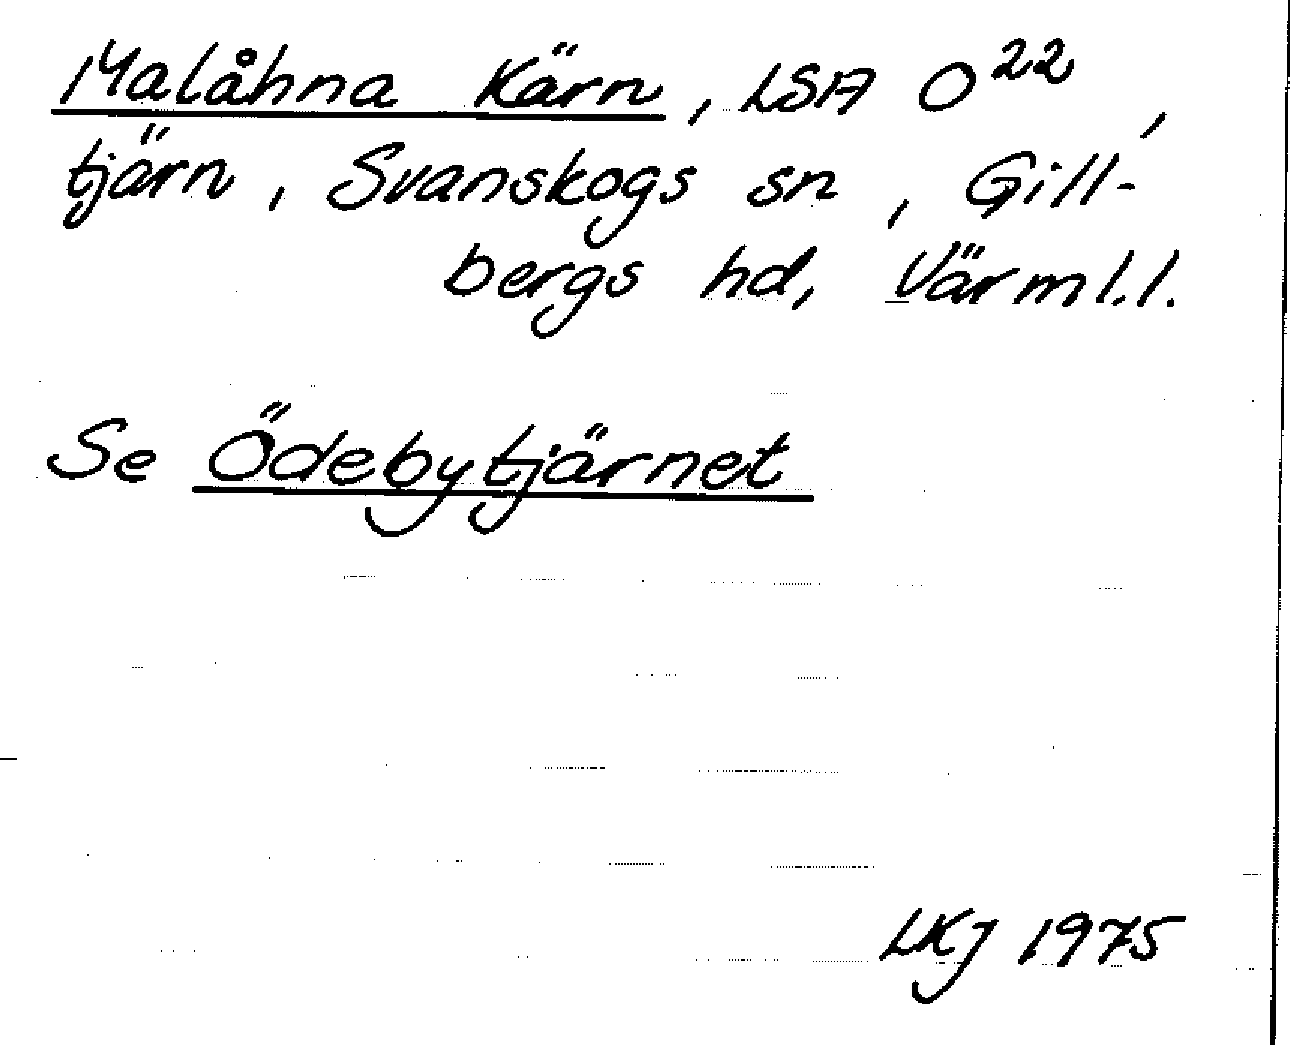 Malåhna Kärn, LSA O²²,
tjärn, Svanskogs sn, Gill-
bergs hd, Värml.l.
Se Ödebytjärnet
LKJ 1975